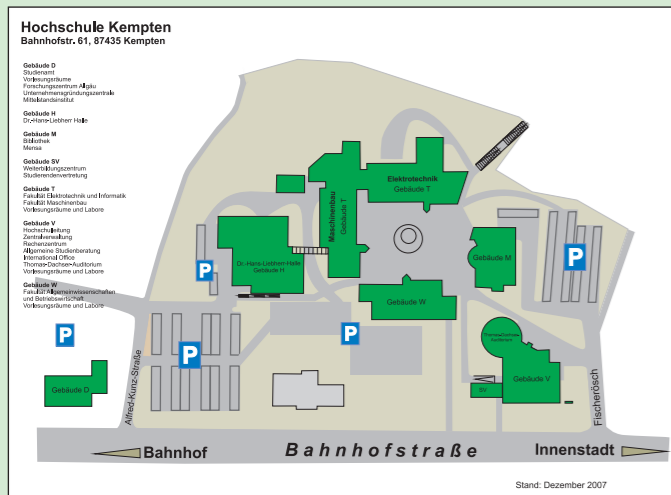 Hochschule Kempten
Bahnhofstr. 61, 87435 Kempten
Gebäude D
Studienamt
Vorlesungsräume
Forschungszentrum Allgäu
Unternehmensgründungszentrale
Mittelstandsinstitut
Gebäude H
Dr.-Hans-Liebherr Halle
Gebäude M
Bibliothek
Mensa
Gebäude SV
Weiterbildungszentrum
Studierendenvertretung
Gebäude T
Fakultät Elektrotechnik und Informatik
Fakultät Maschinenbau
Vorlesungsräume und Labore
Gebäude V
Hochschulleitung
Zentralverwaltung
Rechenzentrum
Allgemeine Studienberatung
International Office
Thomas-Dachser-Auditorium
Vorlesungsräume und Labore
Gebäude W
Fakultät Allgemeinwissenschaften
und Betriebswirtschaft
Vorlesungsräume und Labore
Elektrotechnik
Gebäude T
Maschinenbau
Gebäude T
Dr.-Hans-Liebherr-Halle
Gebäude H
Gebäude M
Gebäude W
Thomas-Dachser-
Auditorium
Gebäude V
SV
Gebäude D
P
P
P
P
P
Alfred-Kunz-Straße
Fischerösch
Bahnhof
Bahnhofstraße
Innenstadt
Stand: Dezember 2007